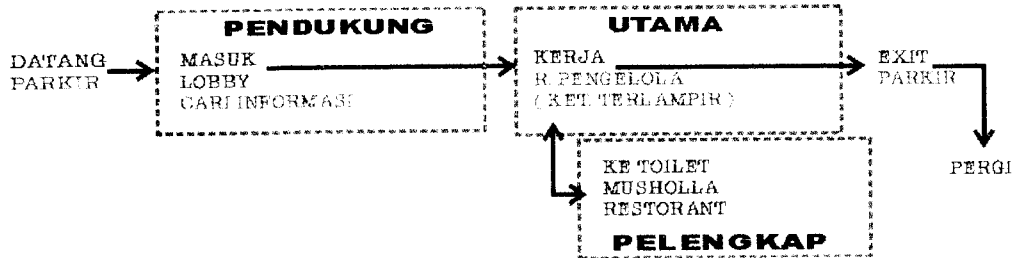 PENDUKUNG
UTAMA
DATANG
PARKIR
MASUK
LOBBY
CARI INFORMASI
KERJA
R. PENGELOLA
( KET. TERLAMPIR )
EXIT
PARKIR
PERGI
KE TOILET
MUSHOLLA
RESTORANT
PELENGKAP